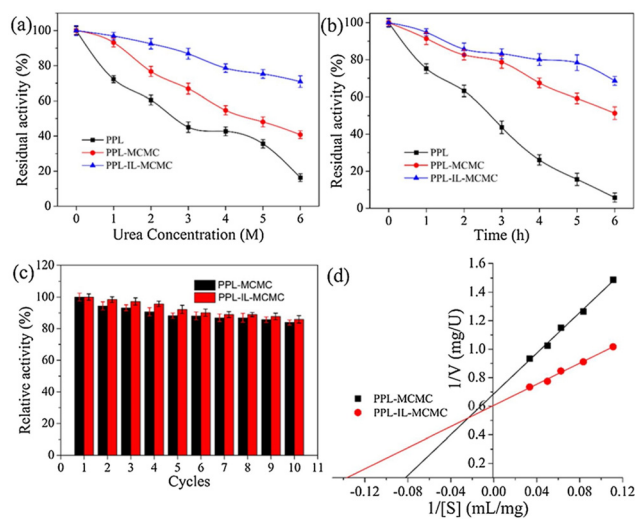 (a)
100
80
60
40
20
0
Residual activity (%)
PPL
PPL-MCMC
PPL-IL-MCMC
0 1 2 3 4 5 6
Urea Concentration (M)
(b)
100
80
60
40
20
0
Residual activity (%)
PPL
PPL-MCMC
PPL-IL-MCMC
0 1 2 3 4 5 6
Time (h)
(c)
120
100
80
60
40
20
0
Relative activity (%)
PPL-MCMC
PPL-IL-MCMC
0 1 2 3 4 5 6 7 8 9 10 11
Cycles
(d)
1.6
1.4
1.2
1.0
0.8
0.6
0.4
0.2
1/V (mg/U)
PPL-MCMC
PPL-IL-MCMC
-0.12 -0.08 -0.04 0.00 0.04 0.08 0.12
1/[S] (mL/mg)